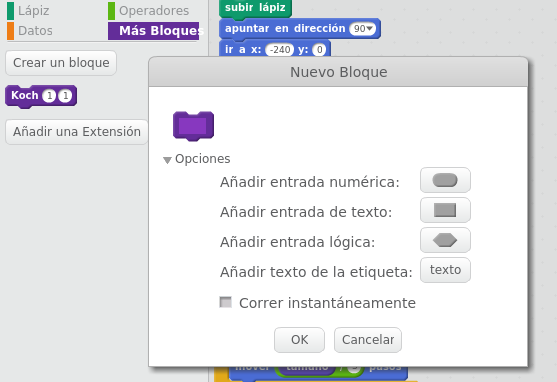 Lápiz
Operadores
Datos
Más Bloques
Crear un bloque
Koch 1 1
Añadir una Extensión
subir lápiz
apuntar en dirección 90
ir a x: -240 y: 0
Nuevo Bloque
Opciones
Añadir entrada numérica:
Añadir entrada de texto:
Añadir entrada lógica:
Añadir texto de la etiqueta: texto
Correr instantáneamente
OK
Cancelar
mover tamaño / pasos